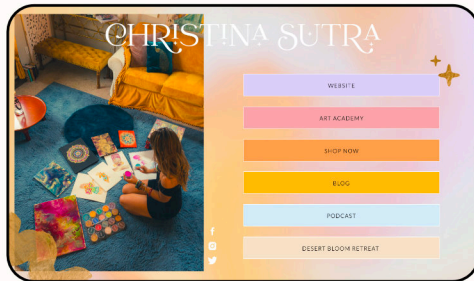 CHRISTINA SUTRA
WEBSITE
ART ACADEMY
SHOP NOW
BLOG
PODCAST
DESERT BLOOM RETREAT